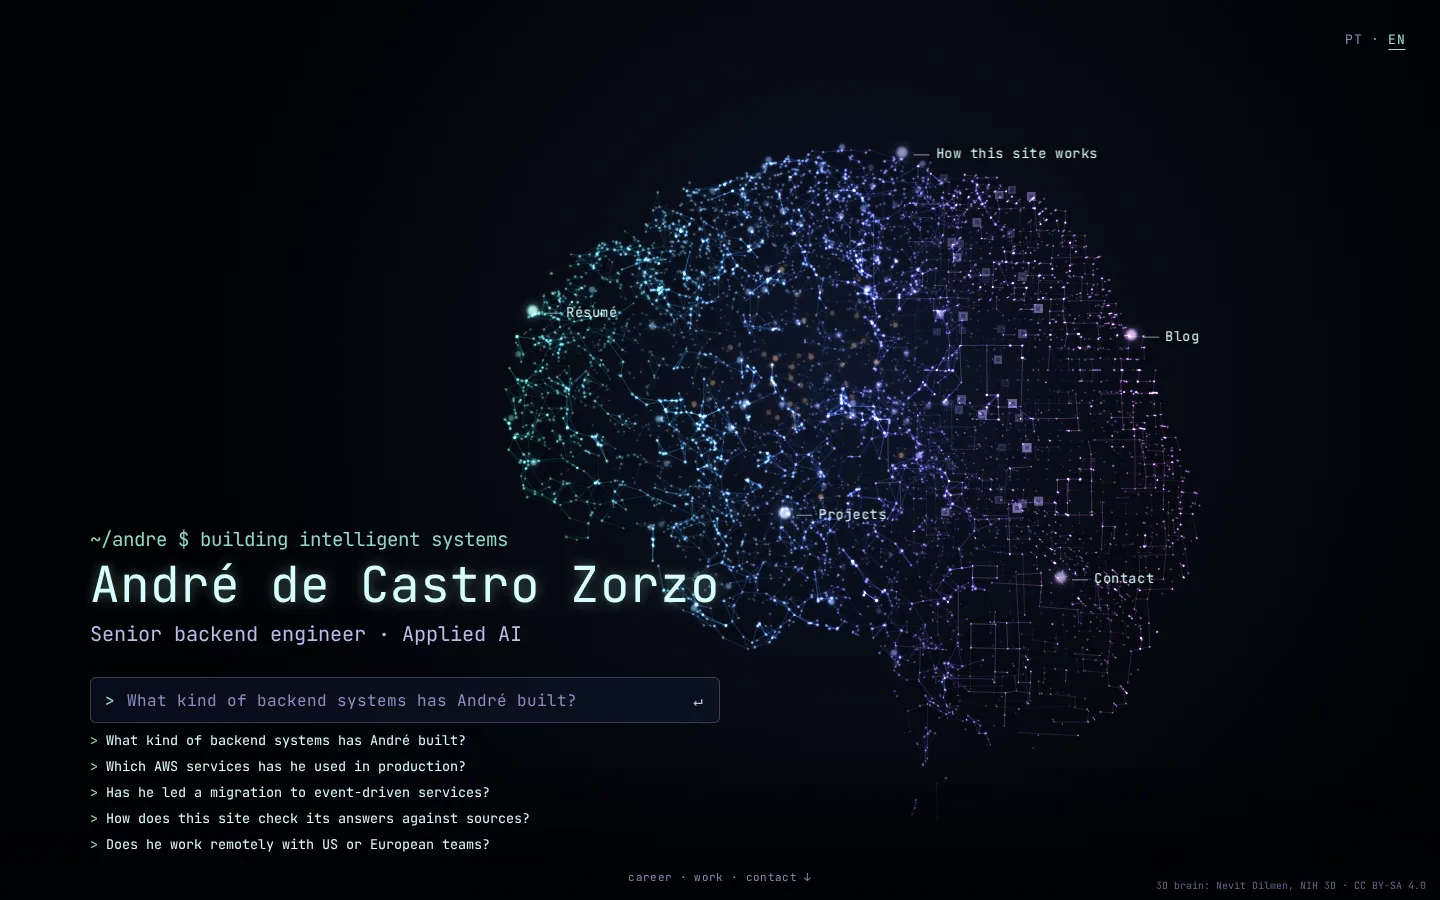 PT · EN
How this site works
Résumé
Blog
Projects
Contact
~/andre $ building intelligent systems
André de Castro Zorzo
Senior backend engineer · Applied AI
> What kind of backend systems has André built? ↵
> What kind of backend systems has André built?
> Which AWS services has he used in production?
> Has he led a migration to event-driven services?
> How does this site check its answers against sources?
> Does he work remotely with US or European teams?
career · work · contact ↓
3D brain: Nevit Dilmen, NIH 3D · CC BY-SA 4.0